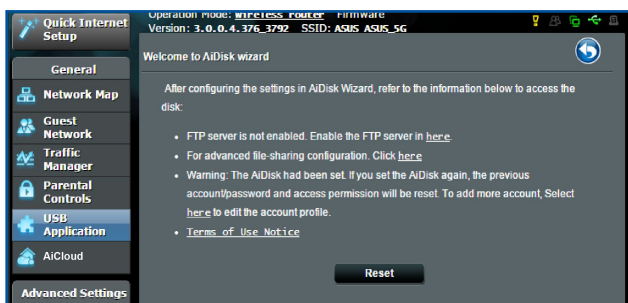 Quick Internet
Setup
General
Network Map
Guest
Network
Traffic
Manager
Parental
Controls
USB
Application
AiCloud
Advanced Settings
Operation Mode: Wireless router Firmware
Version: 3.0.0.4.376_3792 SSID: ASUS ASUS_5G
Welcome to AiDisk wizard
After configuring the settings in AiDisk Wizard, refer to the information below to access the
disk:
• FTP server is not enabled. Enable the FTP server in here.
• For advanced file-sharing configuration. Click here
• Warning: The AiDisk had been set. If you set the AiDisk again, the previous
account/password and access permission will be reset. To add more account, Select
here to edit the account profile.
• Terms of Use Notice
Reset